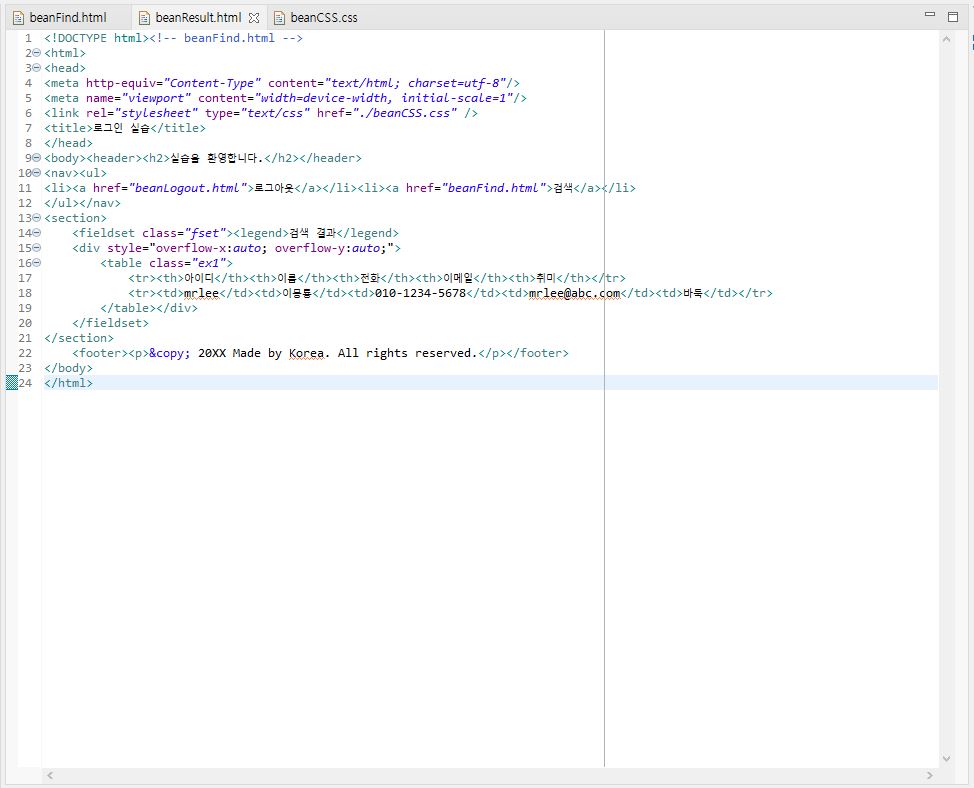 beanFind.html beanResult.html beanCSS.css
1 <!DOCTYPE html><!-- beanFind.html -->
2 <html>
3 <head>
4 <meta http-equiv="Content-Type" content="text/html; charset=utf-8"/>
5 <meta name="viewport" content="width=device-width, initial-scale=1"/>
6 <link rel="stylesheet" type="text/css" href="./beanCSS.css" />
7 <title>로그인 실습</title>
8 </head>
9 <body><header><h2>실습을 환영합니다.</h2></header>
10 <nav><ul>
11 <li><a href="beanLogout.html">로그아웃</a></li><li><a href="beanFind.html">검색</a></li>
12 </ul></nav>
13 <section>
14 <fieldset class="fset"><legend>검색 결과</legend>
15 <div style="overflow-x:auto; overflow-y:auto;">
16 <table class="ex1">
17 <tr><th>아이디</th><th>이름</th><th>전화</th><th>이메일</th><th>취미</th></tr>
18 <tr><td>mrlee</td><td>이몽룡</td><td>010-1234-5678</td><td>mrlee@abc.com</td><td>바둑</td></tr>
19 </table></div>
20 </fieldset>
21 </section>
22 <footer><p>&copy; 20XX Made by Korea. All rights reserved.</p></footer>
23 </body>
24 </html>